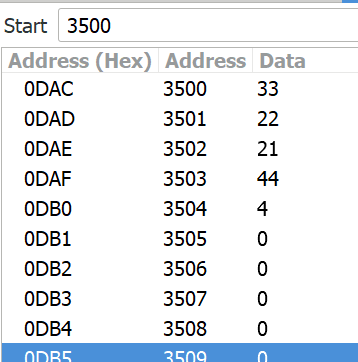 Start 3500
Address (Hex) Address Data
0DAC 3500 33
0DAD 3501 22
0DAE 3502 21
0DAF 3503 44
0DB0 3504 4
0DB1 3505 0
0DB2 3506 0
0DB3 3507 0
0DB4 3508 0
0DB5 3509 0